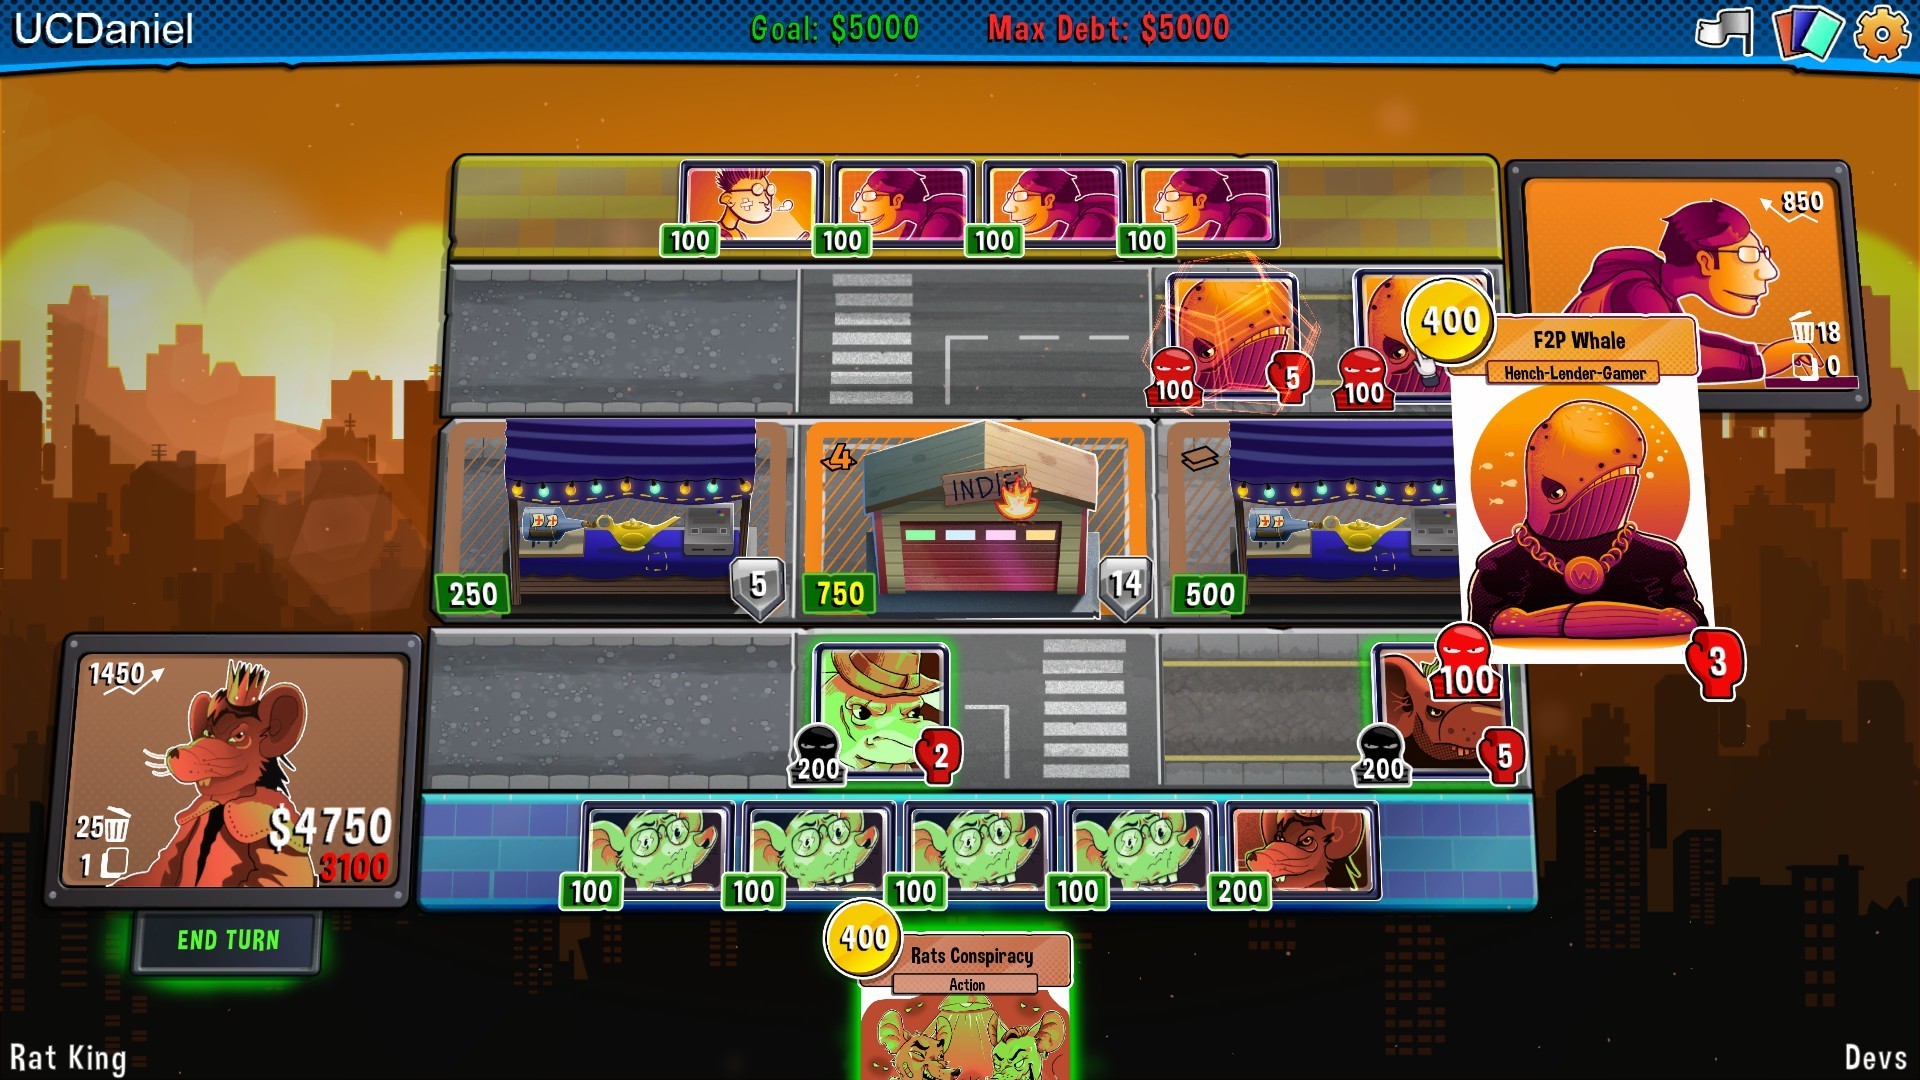 UCDaniel
Goal: $5000
Max Debt: $5000
100
100
100
100
850
18
0
100
5
100
400
F2P Whale
Hench-Lender-Gamer
W
100
3
4
INDIE
250
5
750
14
500
1450
25
1
$4750
3100
200
2
200
5
100
100
100
100
200
END TURN
400
Rats Conspiracy
Action
Rat King
Devs